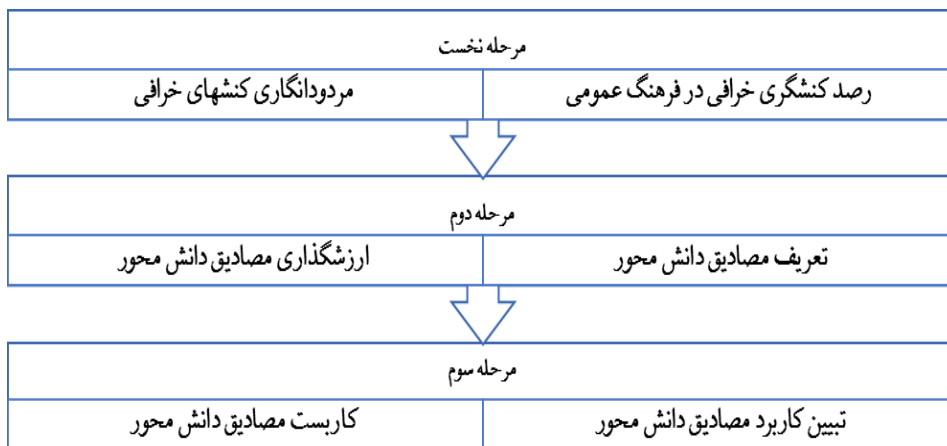 مرحله نخست
رصد کنشگری خرافی در فرهنگ عمومی
مردودانگاری کنشهای خرافی
مرحله دوم
تعریف مصادیق دانش محور
ارزشگذاری مصادیق دانش محور
مرحله سوم
تبیین کاربرد مصادیق دانش محور
کاربست مصادیق دانش محور